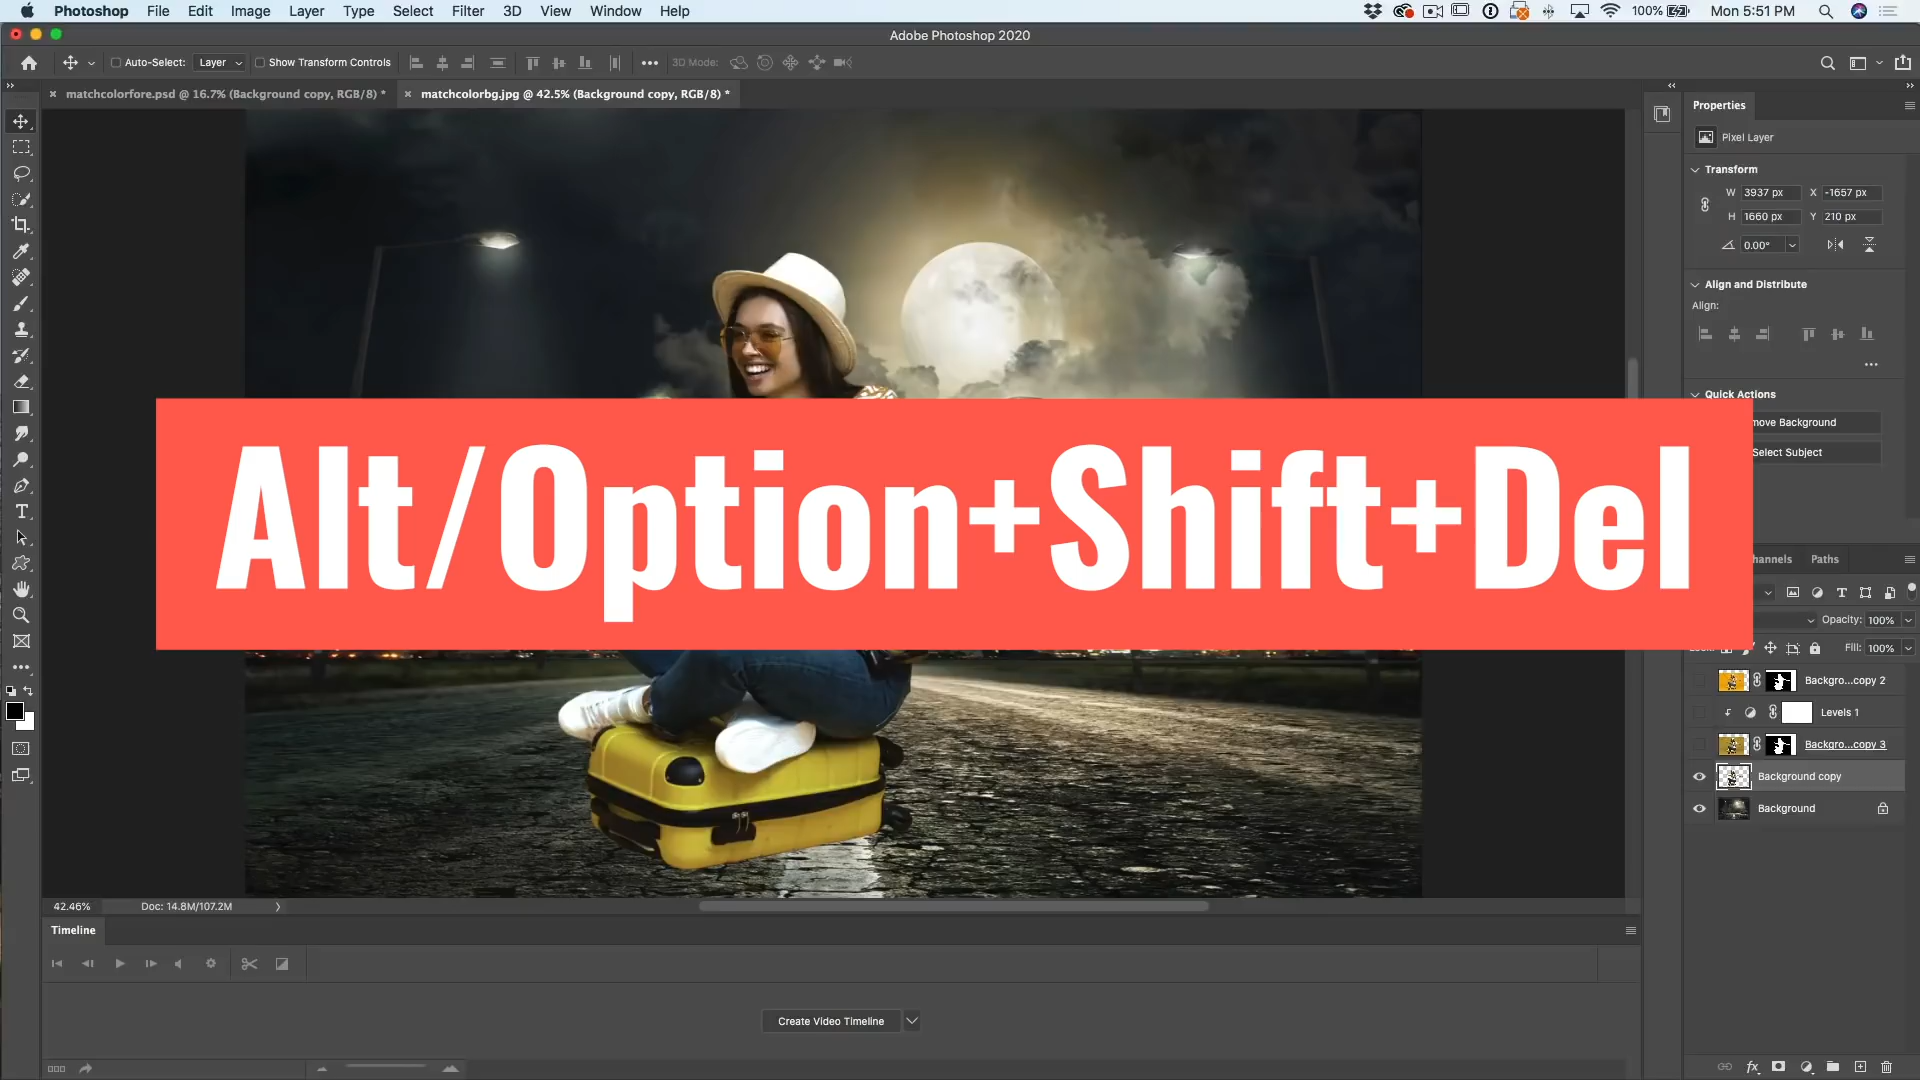 Photoshop File Edit Image Layer Type Select Filter 3D View Window Help 100% Mon 5:51 PM
Adobe Photoshop 2020
Auto-Select: Layer Show Transform Controls 3D Mode:
matchcolorfore.psd @ 16.7% (Background copy, RGB/8) * matchcolorbg.jpg @ 42.5% (Background copy, RGB/8) *
Properties
Pixel Layer
Transform
W 3937 px X -1657 px
H 1660 px Y 210 px
0.00°
Align and Distribute
Align:
Quick Actions
move Background
Select Subject
Alt/Option+Shift+Del
hannels Paths
Opacity: 100%
Fill: 100%
Backgro...copy 2
Levels 1
Backgro...copy 3
Background copy
Background
42.46% Doc: 14.8M/107.2M
Timeline
Create Video Timeline
fx